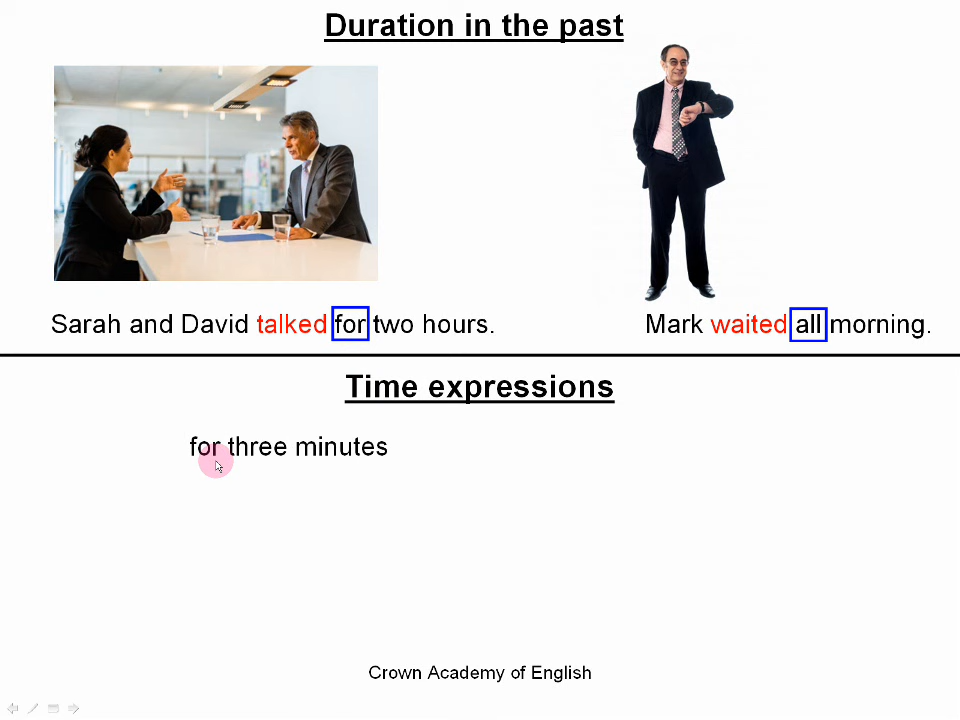 Duration in the past
Sarah and David talked for two hours.
Mark waited all morning.
Time expressions
for three minutes
Crown Academy of English